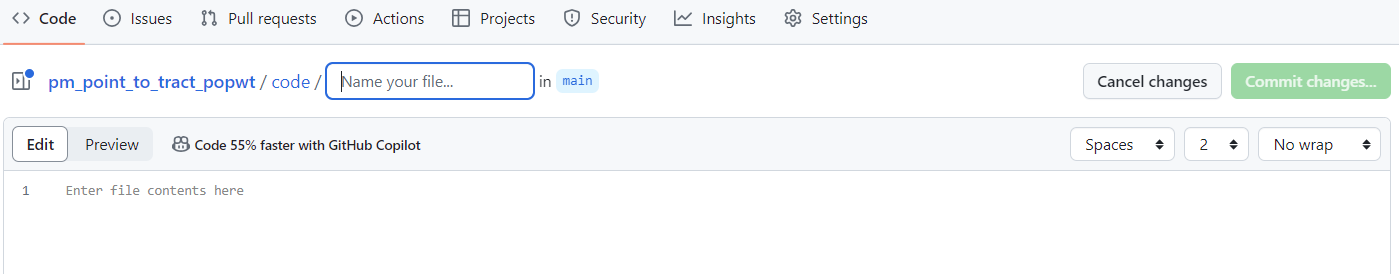 Code Issues Pull requests Actions Projects Security Insights Settings
pm_point_to_tract_popwt / code / Name your file... in main Cancel changes Commit changes...
Edit Preview Code 55% faster with GitHub Copilot Spaces 2 No wrap
1 Enter file contents here